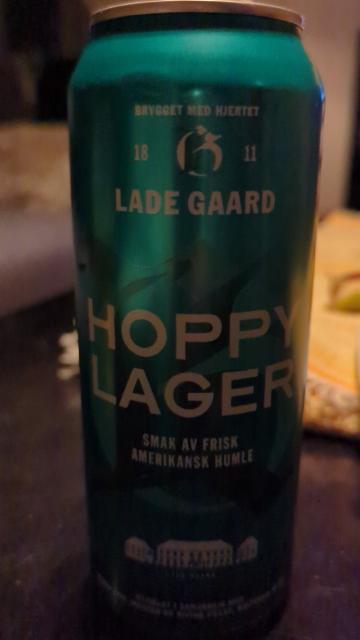 BRYGGET MED HJERTET
18 11
LADE GAARD
HOPPY
LAGER
SMAK AV FRISK
AMERIKANSK HUMLE